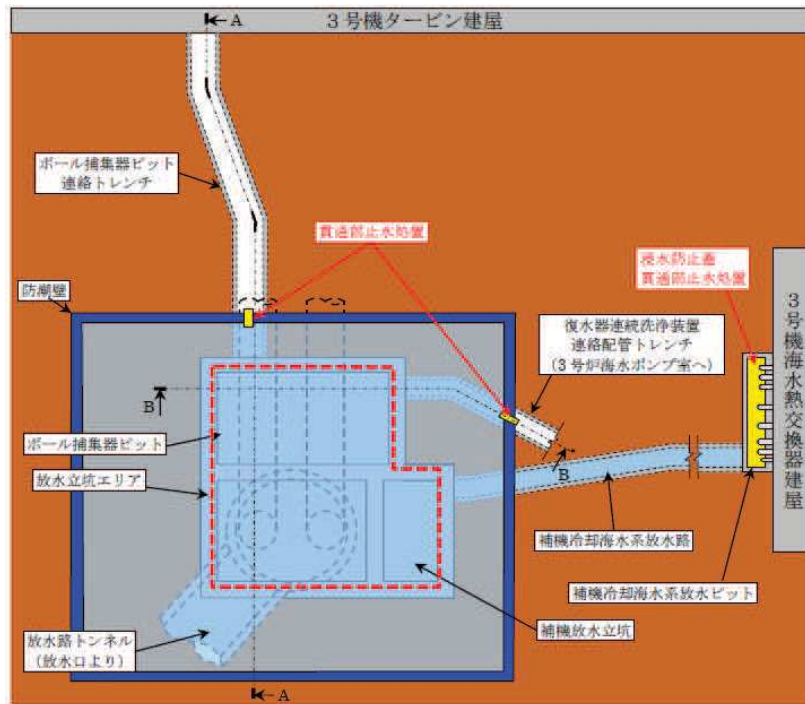 A
3号機タービン建屋
ボール捕集器ピット
連絡トレンチ
貫通部止水処置
浸水防止蓋
貫通部止水処置
防潮壁
復水器連続洗浄装置
連絡配管トレンチ
(3号炉海水ポンプ室へ)
3号機海水熱交換器建屋
B
ボール捕集器ピット
放水立坑エリア
B
補機冷却海水系放水路
補機冷却海水系放水ピット
放水路トンネル
(放水口より)
補機放水立坑
A